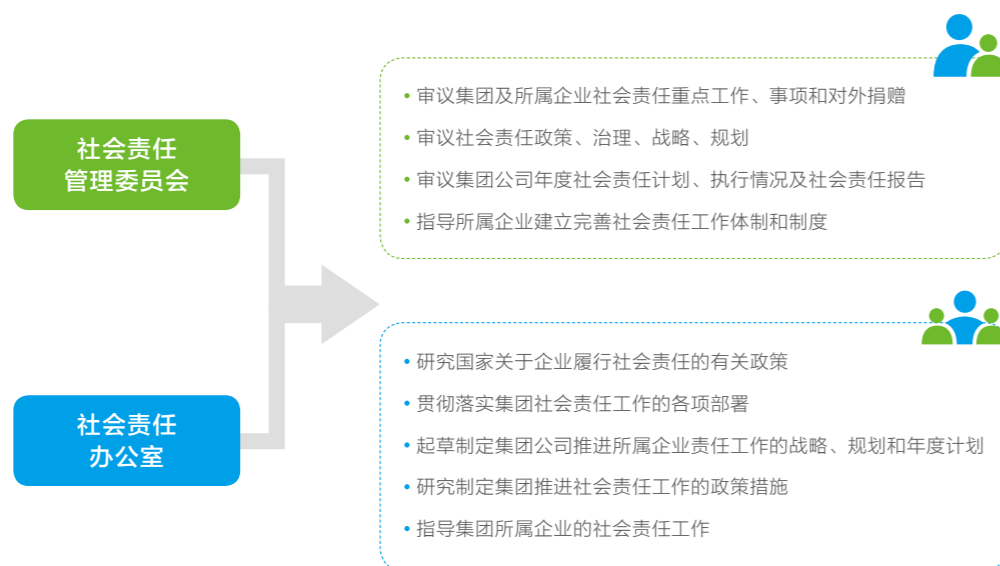 社会责任
管理委员会
• 审议集团及所属企业社会责任重点工作、事项和对外捐赠
• 审议社会责任政策、治理、战略、规划
• 审议集团公司年度社会责任计划、执行情况及社会责任报告
• 指导所属企业建立完善社会责任工作体制和制度
社会责任
办公室
• 研究国家关于企业履行社会责任的有关政策
• 贯彻落实集团社会责任工作的各项部署
• 起草制定集团公司推进所属企业责任工作的战略、规划和年度计划
• 研究制定集团推进社会责任工作的政策措施
• 指导集团所属企业的社会责任工作